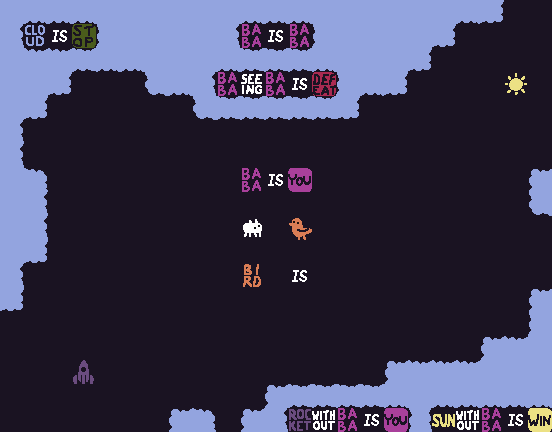 CLOUD IS STOP
BABA IS BABA
BABA SEEING BABA IS DEFEAT
BABA IS YOU
BIRD IS
ROCKET WITHOUT BABA IS YOU
SUN WITHOUT BABA IS WIN